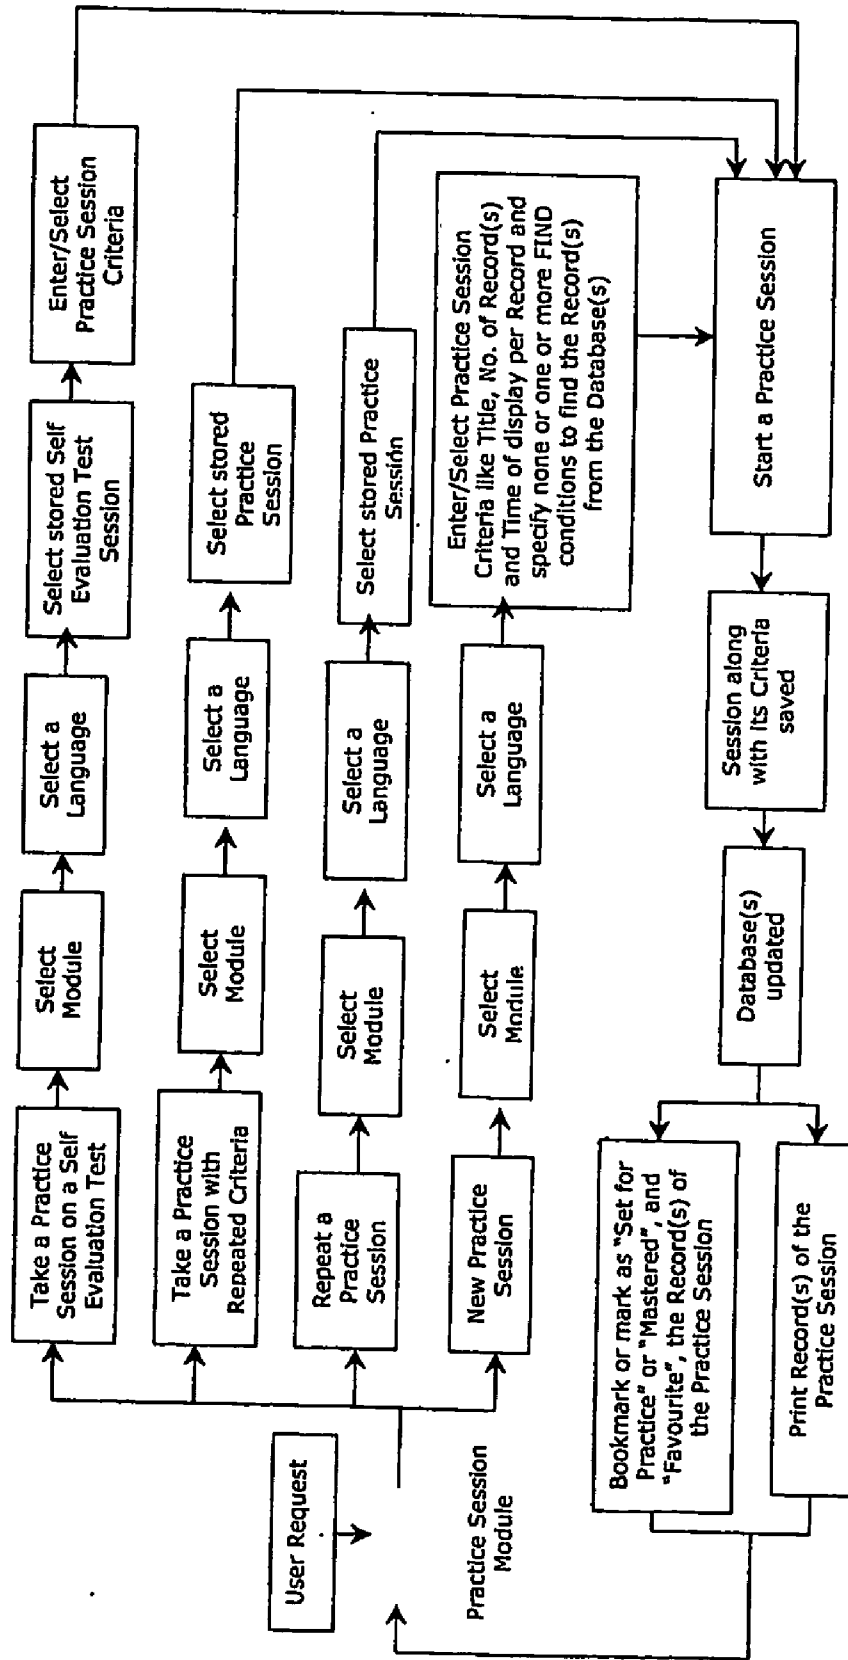 User Request
Practice Session
Module
Take a Practice
Session on a Self
Evaluation Test
Select
Module
Select a
Language
Select stored Self
Evaluation Test
Session
Enter/Select
Practice Session
Criteria
Take a Practice
Session with
Repeated Criteria
Select
Module
Select a
Language
Select stored
Practice
Session
Repeat a
Practice
Session
Select
Module
Select a
Language
Select stored Practice
Session
New Practice
Session
Select
Module
Select a
Language
Enter/Select Practice Session
Criteria like Title, No. of Record(s)
and Time of display per Record and
specify none or one or more FIND
conditions to find the Record(s)
from the Database(s)
Start a Practice Session
Session along
with its Criteria
saved
Database(s)
updated
Bookmark or mark as "Set for
Practice" or "Mastered", and
"Favourite", the Record(s) of
the Practice Session
Print Record(s) of the
Practice Session